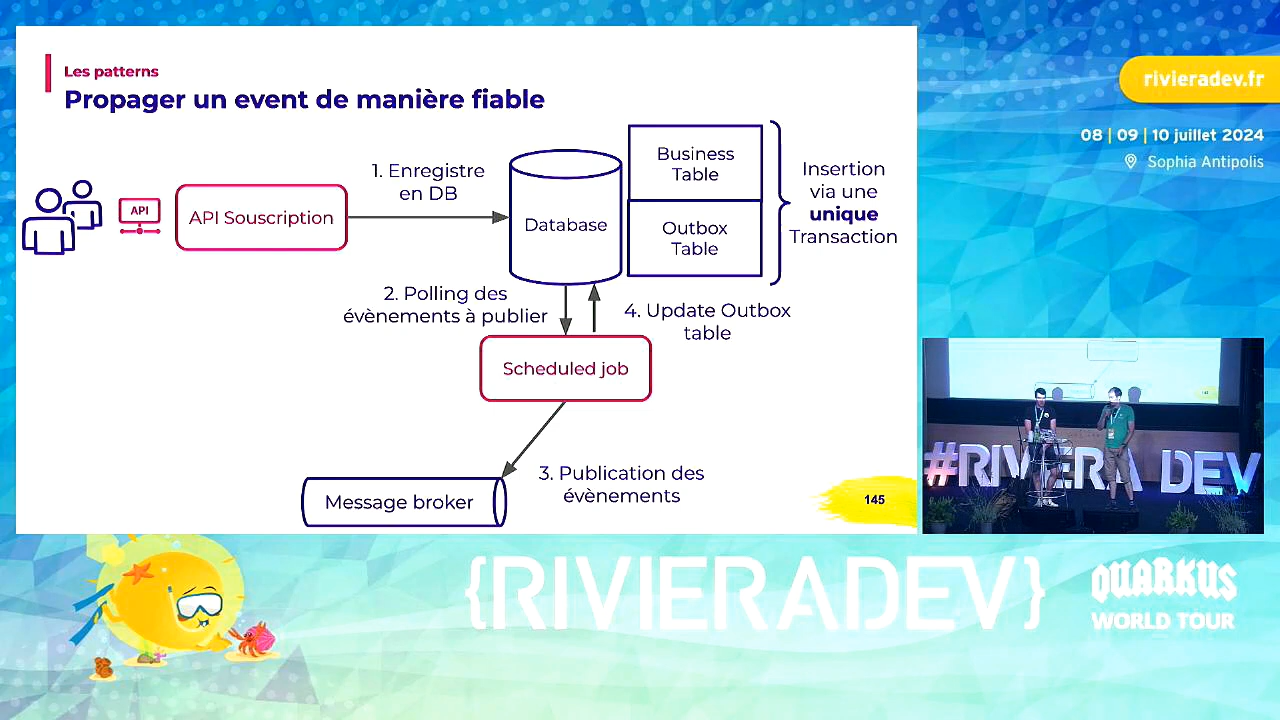 Les patterns
Propager un event de manière fiable
API
API Souscription
1. Enregistre
en DB
Database
Business
Table
Outbox
Table
Insertion
via une
unique
Transaction
2. Polling des
évènements à publier
4. Update Outbox
table
Scheduled job
3. Publication des
évènements
Message broker
145
rivieradev.fr
08 | 09 | 10 juillet 2024
Sophia Antipolis
#RIVIERA DEV
{RIVIERADEV}
QUARKUS
WORLD TOUR